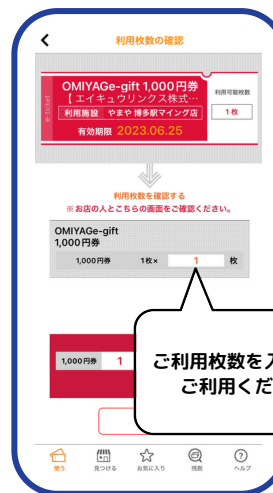 利用枚数の確認
e-ticket
OMIYAGe-gift 1,000円券
【エイキュウリンクス株式…
利用施設 やまや 博多駅マイング店
有効期限 2023.06.25
利用可能枚数
1 枚
利用枚数を確認する
※お店の人とこちらの画面をご確認ください。
OMIYAGe-gift
1,000円券
1,000円券 1枚× 1 枚
1,000円券 1
ご利用枚数を入
ご利用くだ
使う 見つける お気に入り 残数 ヘルプ